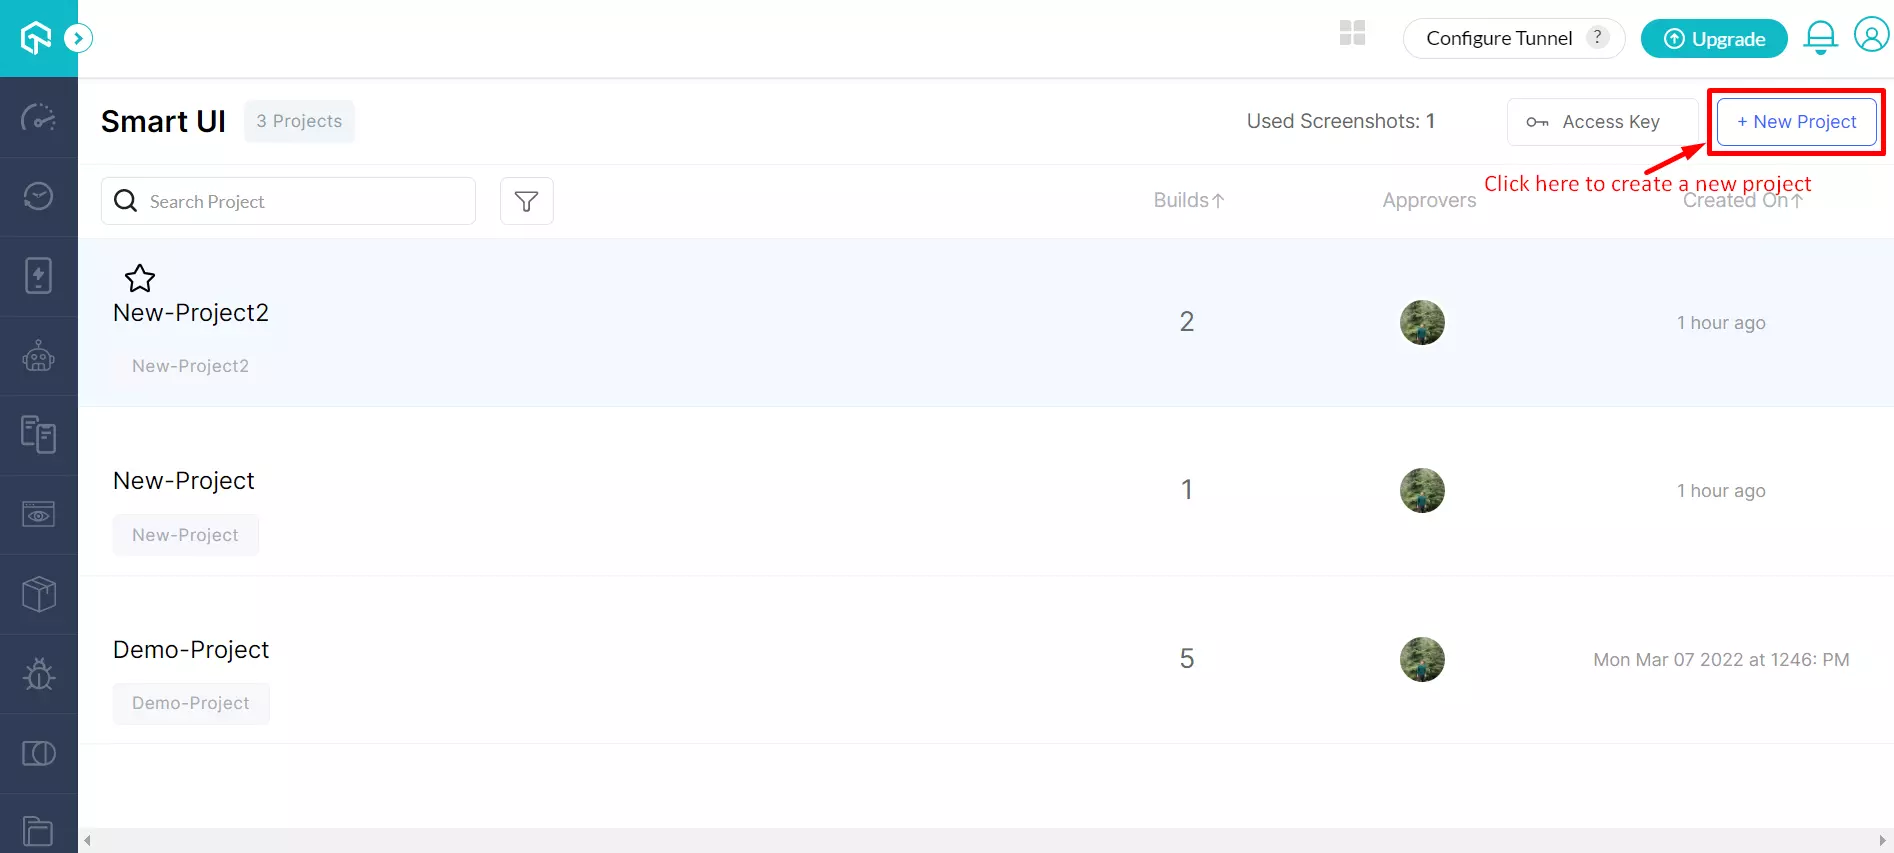 Configure Tunnel ?
Upgrade
Smart UI
3 Projects
Used Screenshots: 1
Access Key
+ New Project
Click here to create a new project
Search Project
Builds↑
Approvers
Created On↑
New-Project2
2
1 hour ago
New-Project2
New-Project
1
1 hour ago
New-Project
Demo-Project
5
Mon Mar 07 2022 at 1246: PM
Demo-Project